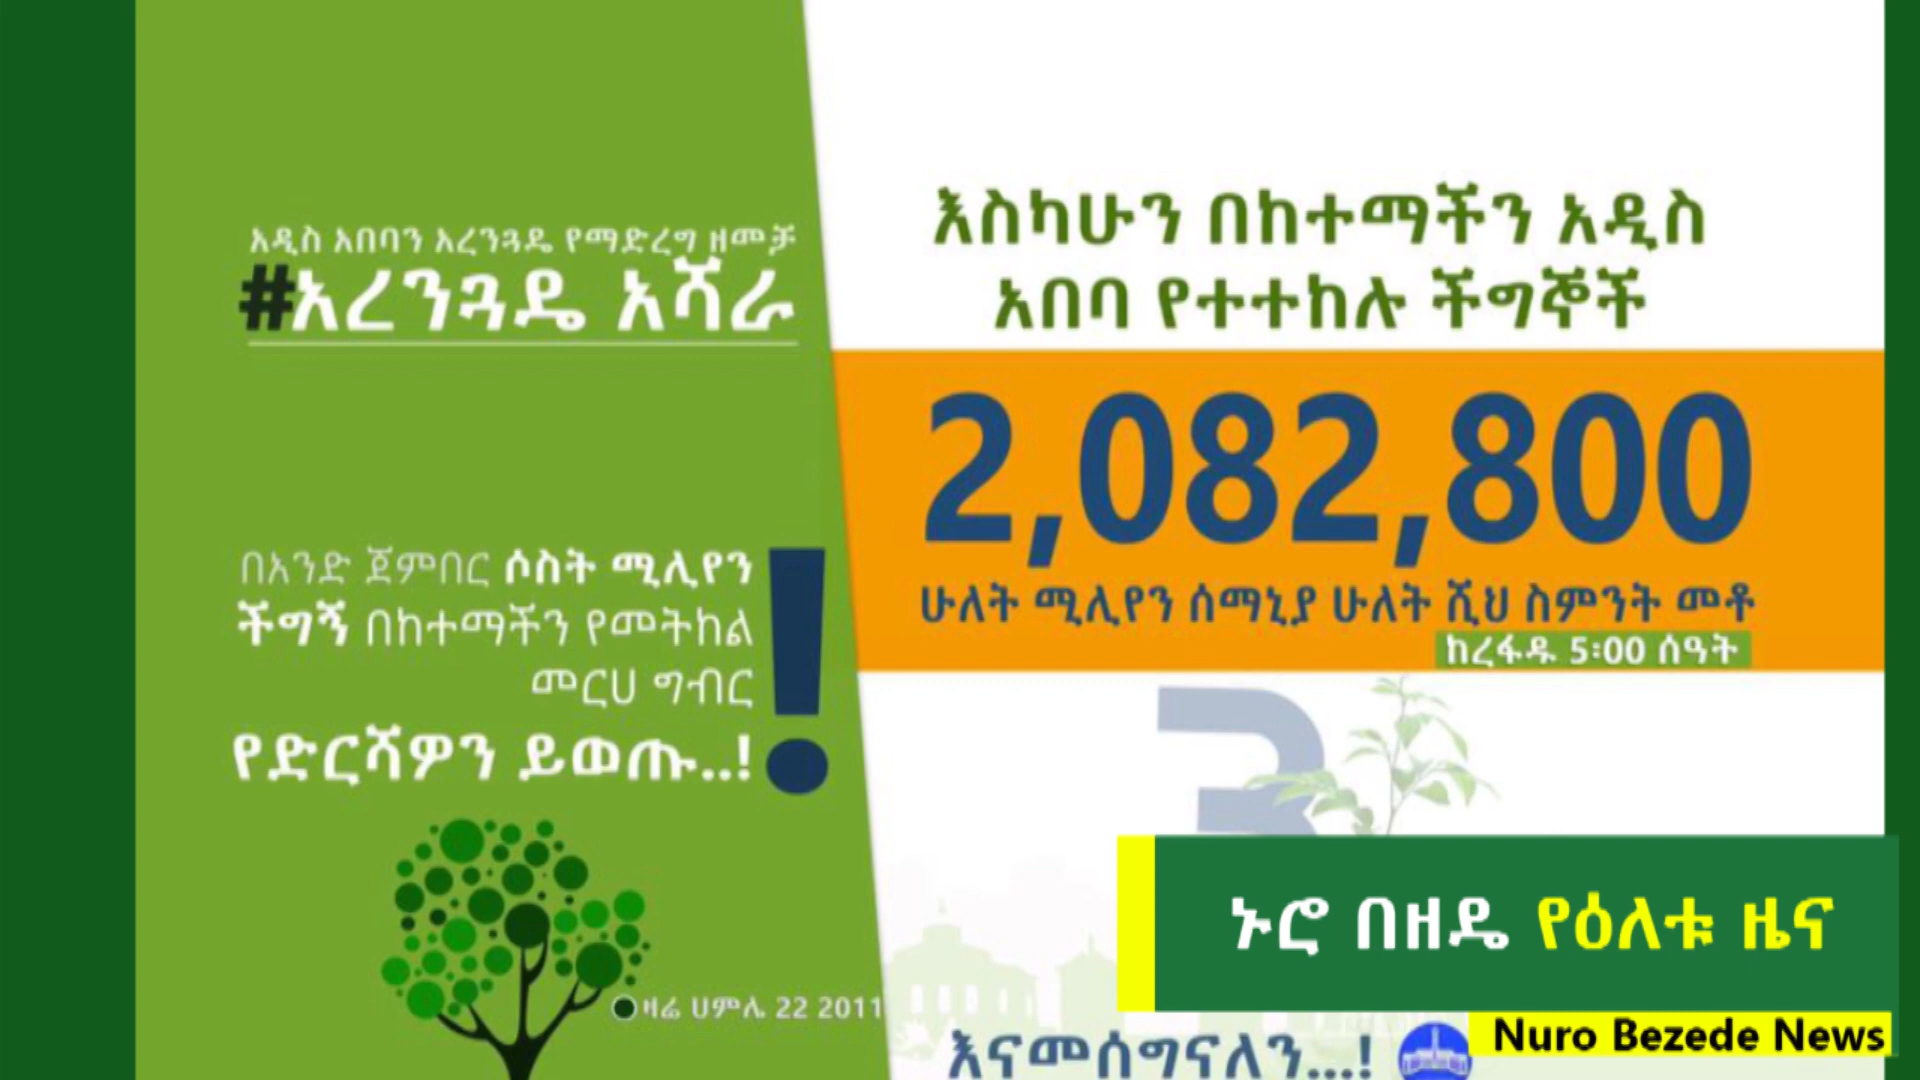 አዲስ አበባን አረንጓዴ የማድረግ ዘመቻ
#አረንጓዴ አሻራ
በአንድ ጀምበር ሶስት ሚሊየን
ችግኝ በከተማችን የመትከል
መርሀ ግብር
የድርሻዎን ይወጡ..!
!
ዛሬ ሀምሌ 22 2011
እስካሁን በከተማችን አዲስ
አበባ የተተከሉ ችግኞች
2,082,800
ሁለት ሚሊየን ሰማኒያ ሁለት ሺህ ስምንት መቶ
ከረፋዱ 5፡00 ሰዓት
3
እናመሰግናለን...!
ኑሮ በዘዴ የዕለቱ ዜና
Nuro Bezede News